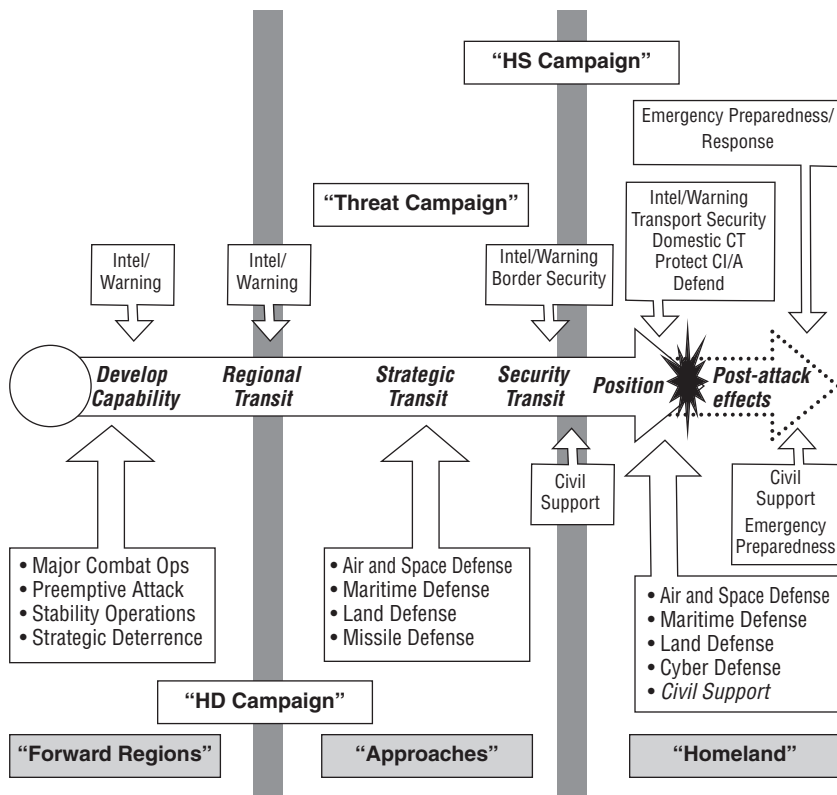 “HS Campaign”
Emergency Preparedness/
Response
“Threat Campaign”
Intel/
Warning
Intel/
Warning
Intel/Warning
Border Security
Intel/Warning
Transport Security
Domestic CT
Protect CI/A
Defend
Develop
Capability
Regional
Transit
Strategic
Transit
Security
Transit
Position
Post-attack
effects
Civil
Support
Civil
Support
Emergency
Preparedness
• Major Combat Ops
• Preemptive Attack
• Stability Operations
• Strategic Deterrence
• Air and Space Defense
• Maritime Defense
• Land Defense
• Missile Defense
• Air and Space Defense
• Maritime Defense
• Land Defense
• Cyber Defense
• Civil Support
“HD Campaign”
“Forward Regions”
“Approaches”
“Homeland”